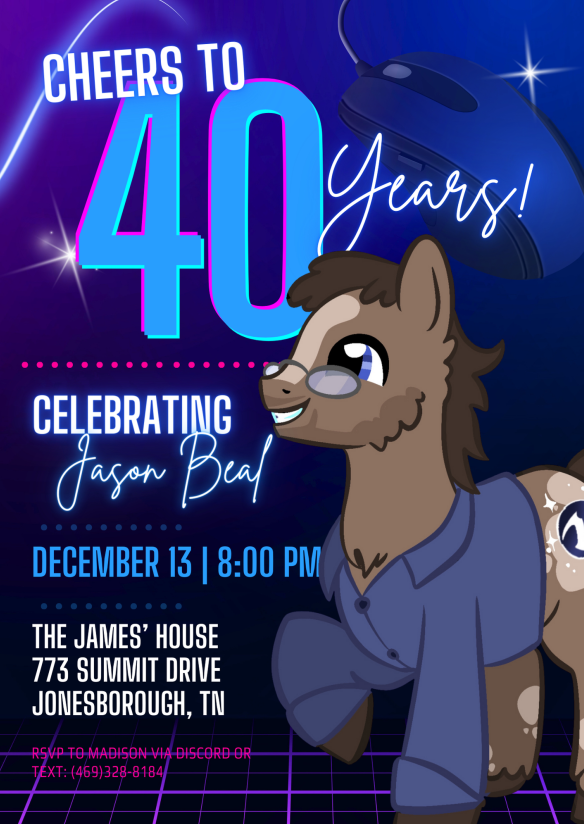 CHEERS TO
40
Years!
CELEBRATING
Jason Beal
DECEMBER 13 | 8:00 PM
THE JAMES' HOUSE
773 SUMMIT DRIVE
JONESBOROUGH, TN
RSVP TO MADISON VIA DISCORD OR
TEXT: (469)328-8184